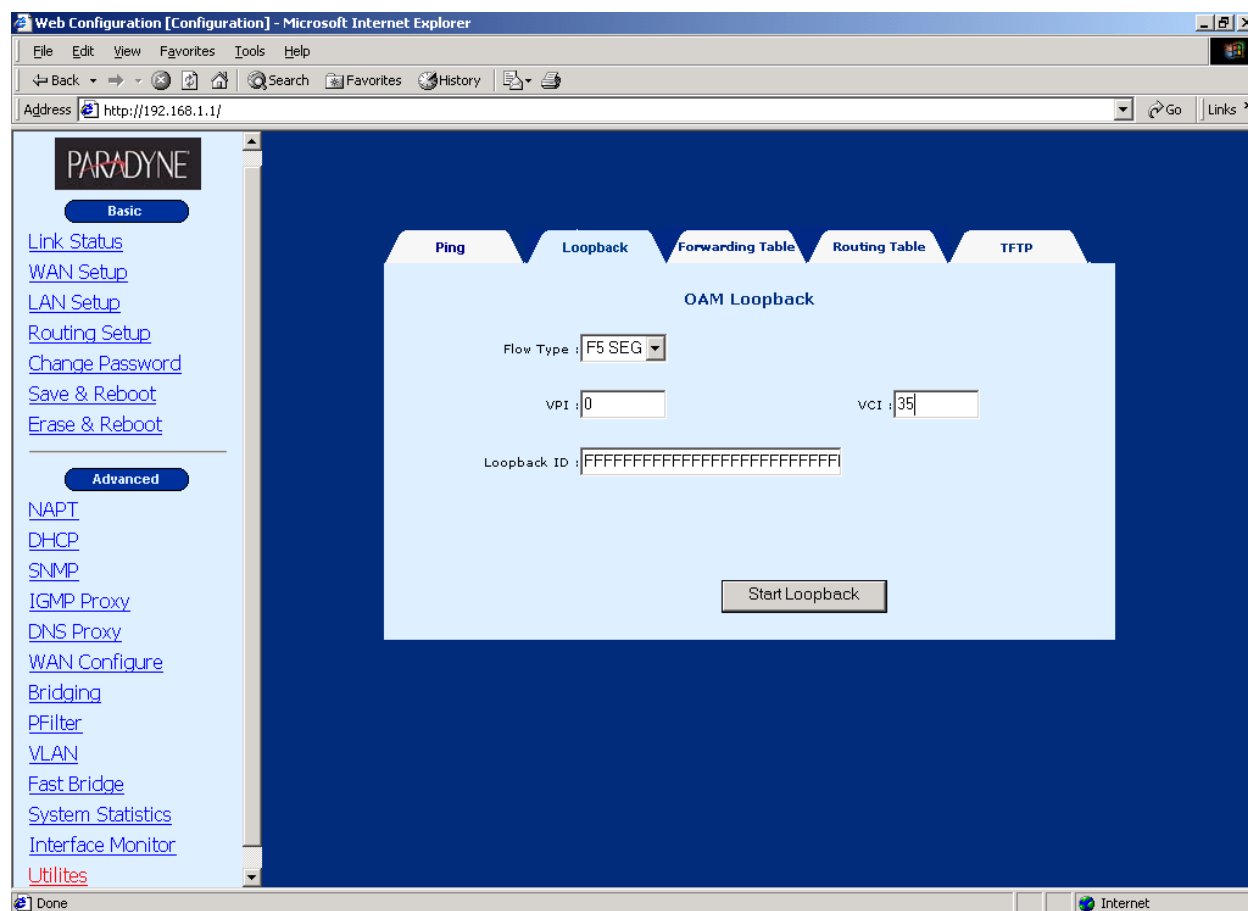 Web Configuration [Configuration] - Microsoft Internet Explorer
File Edit View Favorites Tools Help
Back Search Favorites History
Address http://192.168.1.1/ Go Links
PARADYNE
Basic
Link Status
WAN Setup
LAN Setup
Routing Setup
Change Password
Save & Reboot
Erase & Reboot
Advanced
NAPT
DHCP
SNMP
IGMP Proxy
DNS Proxy
WAN Configure
Bridging
PFilter
VLAN
Fast Bridge
System Statistics
Interface Monitor
Utilites
Ping Loopback Forwarding Table Routing Table TFTP
OAM Loopback
Flow Type : F5 SEG
VPI : 0 VCI : 35
Loopback ID : FFFFFFFFFFFFFFFFFFFFFFFFFF
Start Loopback
Done Internet